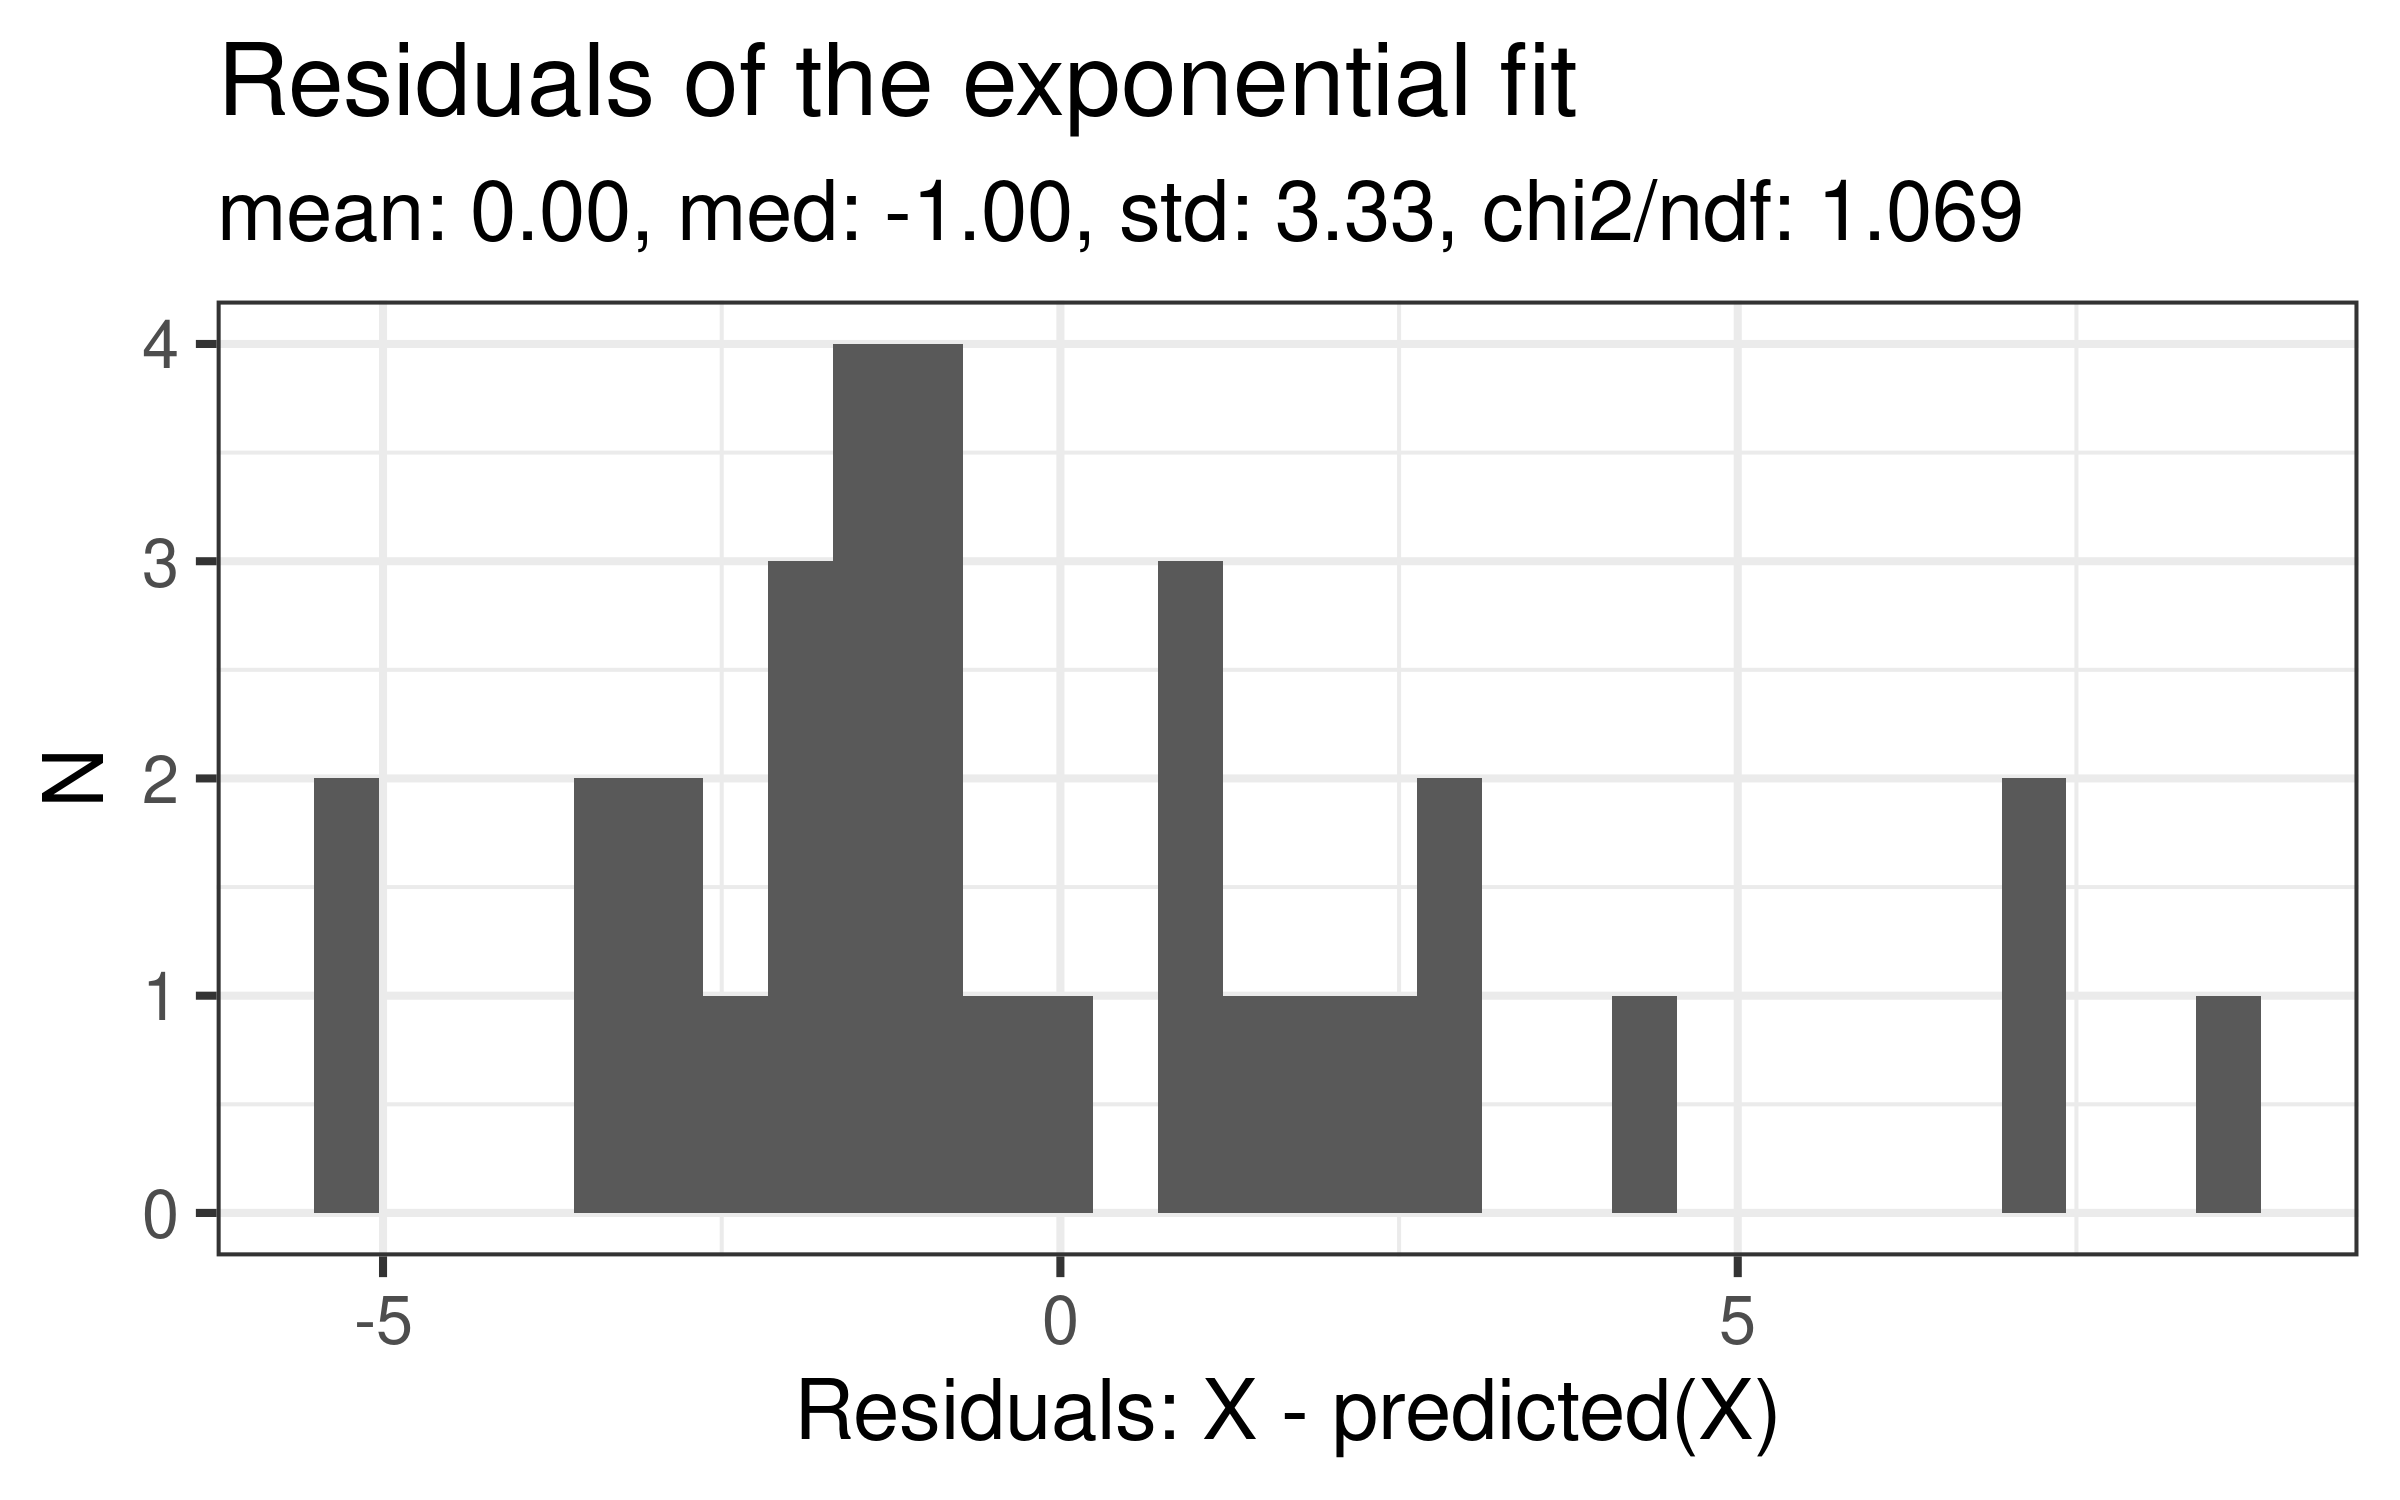 Residuals of the exponential fit
mean: 0.00, med: -1.00, std: 3.33, chi2/ndf: 1.069
4
3
2
1
0
N
-5 0 5
Residuals: X - predicted(X)